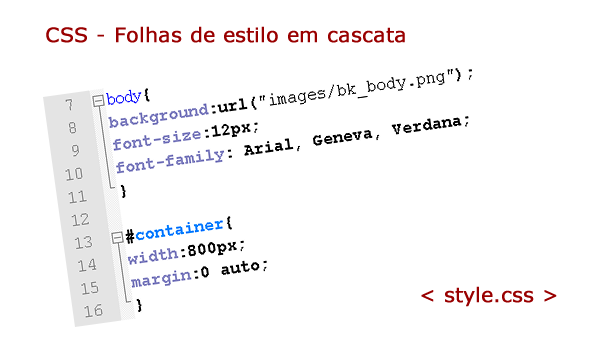 CSS - Folhas de estilo em cascata
7 body{
8 background:url("images/bk_body.png");
9 font-size:12px;
10 font-family: Arial, Geneva, Verdana;
11 }
12
13 #container{
14 width:800px;
15 margin:0 auto;
16 }
< style.css >